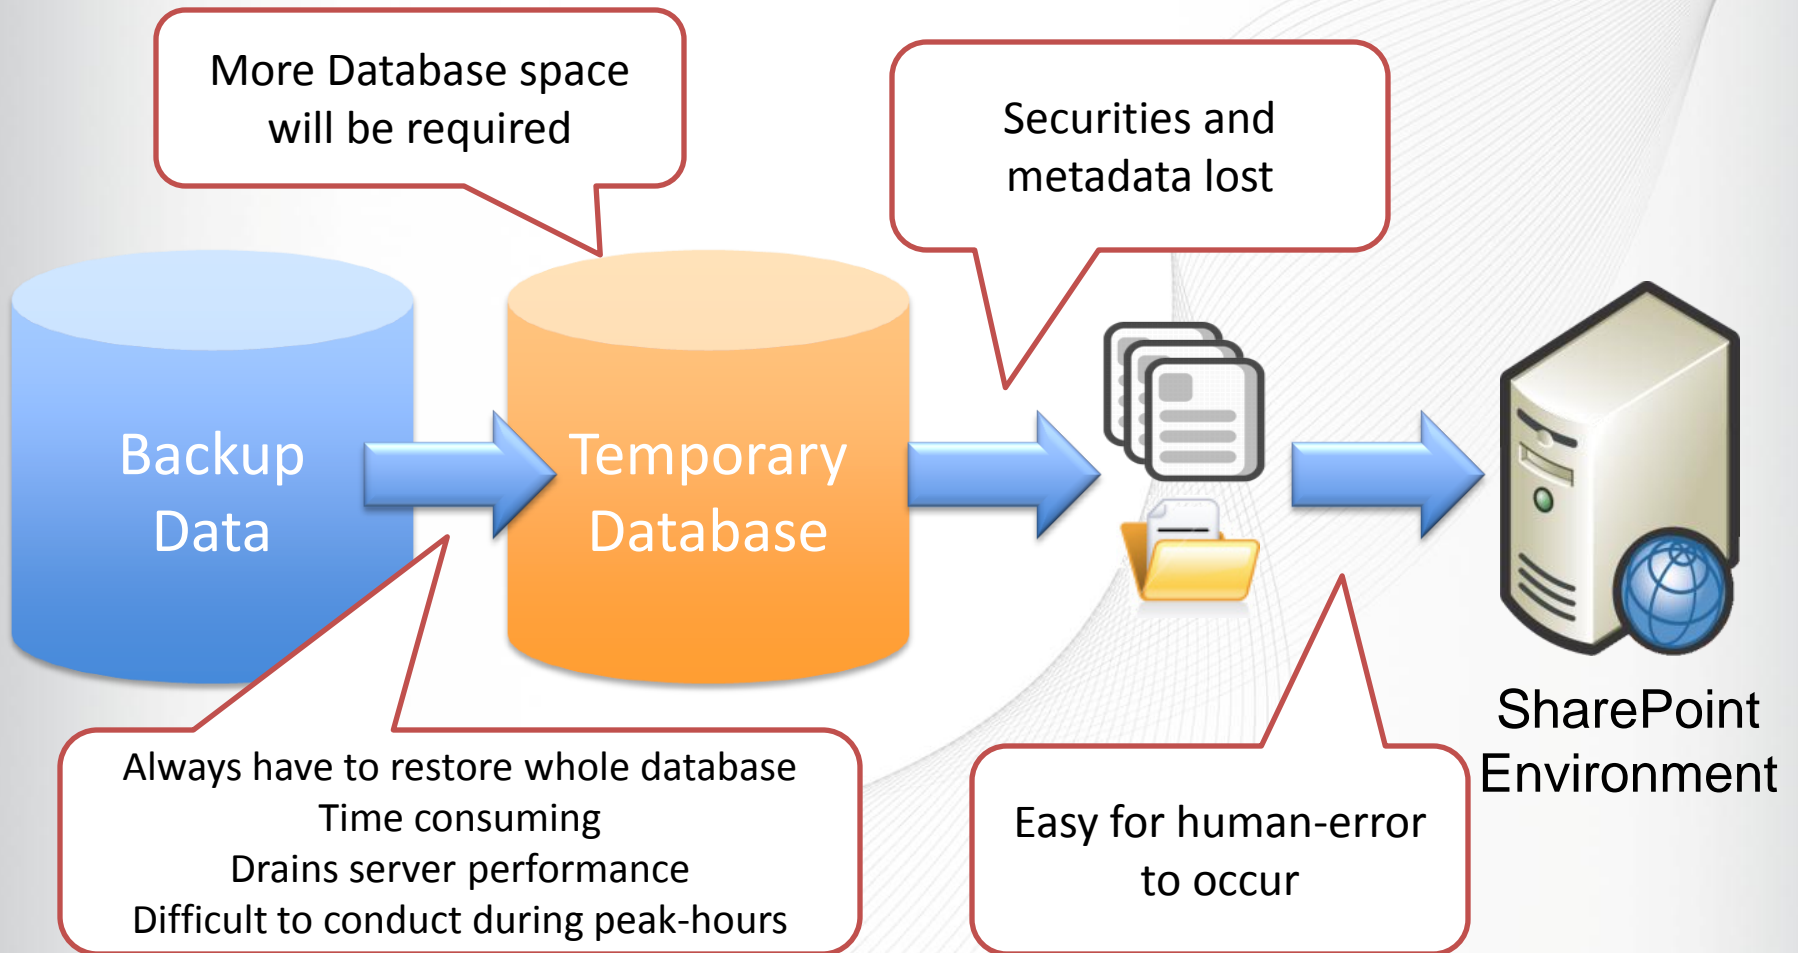 More Database space
will be required
Securities and
metadata lost
Backup
Data
Temporary
Database
SharePoint
Environment
Always have to restore whole database
Time consuming
Drains server performance
Difficult to conduct during peak-hours
Easy for human-error
to occur